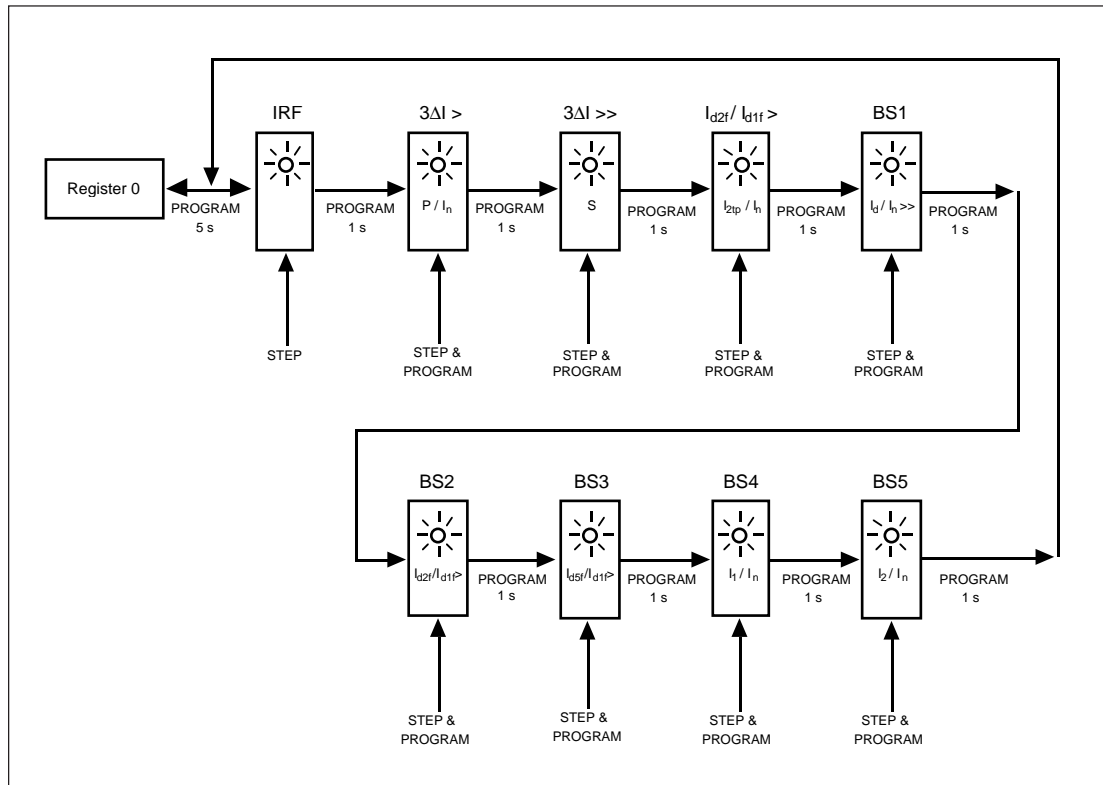 IRF
3ΔI >
3ΔI >>
Id2f / Id1f >
BS1
Register 0
P / In
S
I2tp / In
Id / In >>
PROGRAM
5 s
PROGRAM
1 s
PROGRAM
1 s
PROGRAM
1 s
PROGRAM
1 s
PROGRAM
1 s
STEP
STEP &
PROGRAM
STEP &
PROGRAM
STEP &
PROGRAM
STEP &
PROGRAM
BS2
BS3
BS4
BS5
Id2f/Id1f>
Id5f/Id1f>
I1 / In
I2 / In
PROGRAM
1 s
PROGRAM
1 s
PROGRAM
1 s
PROGRAM
1 s
STEP &
PROGRAM
STEP &
PROGRAM
STEP &
PROGRAM
STEP &
PROGRAM